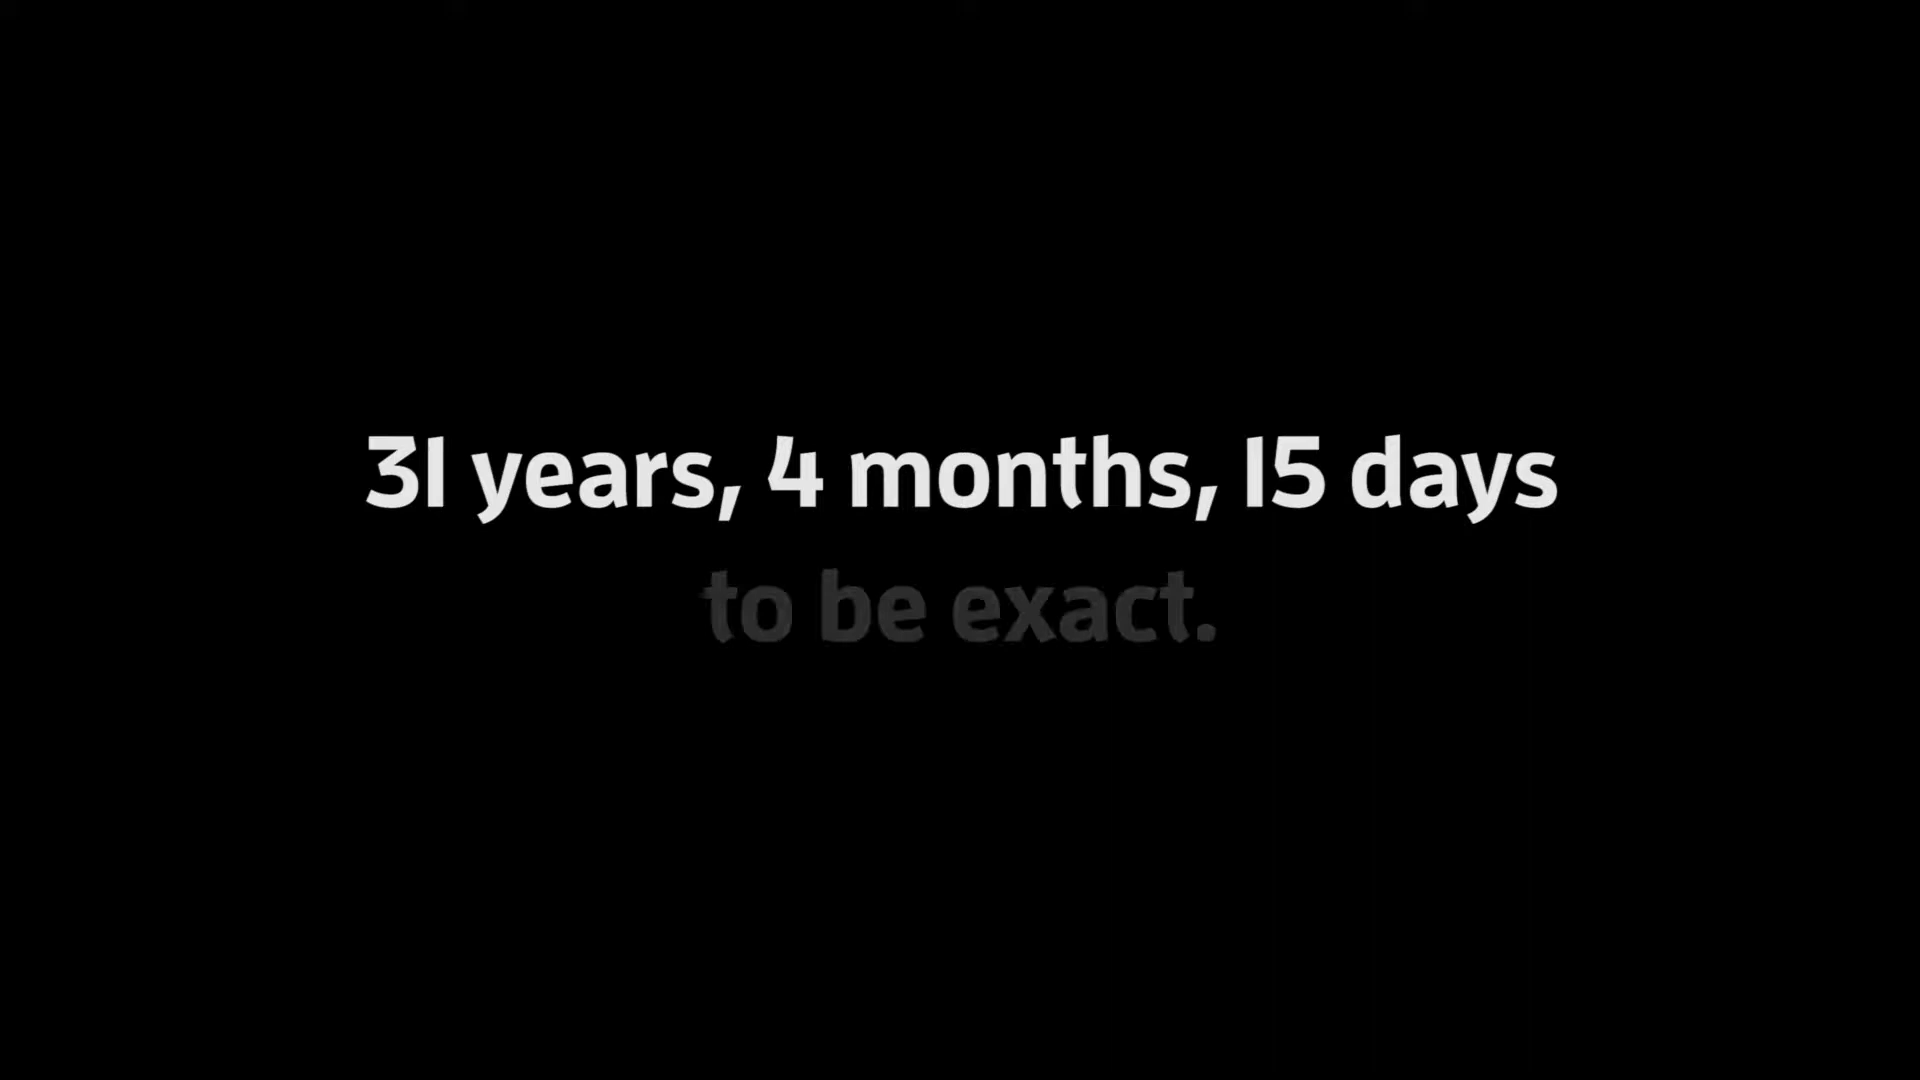 31 years, 4 months, 15 days
to be exact.